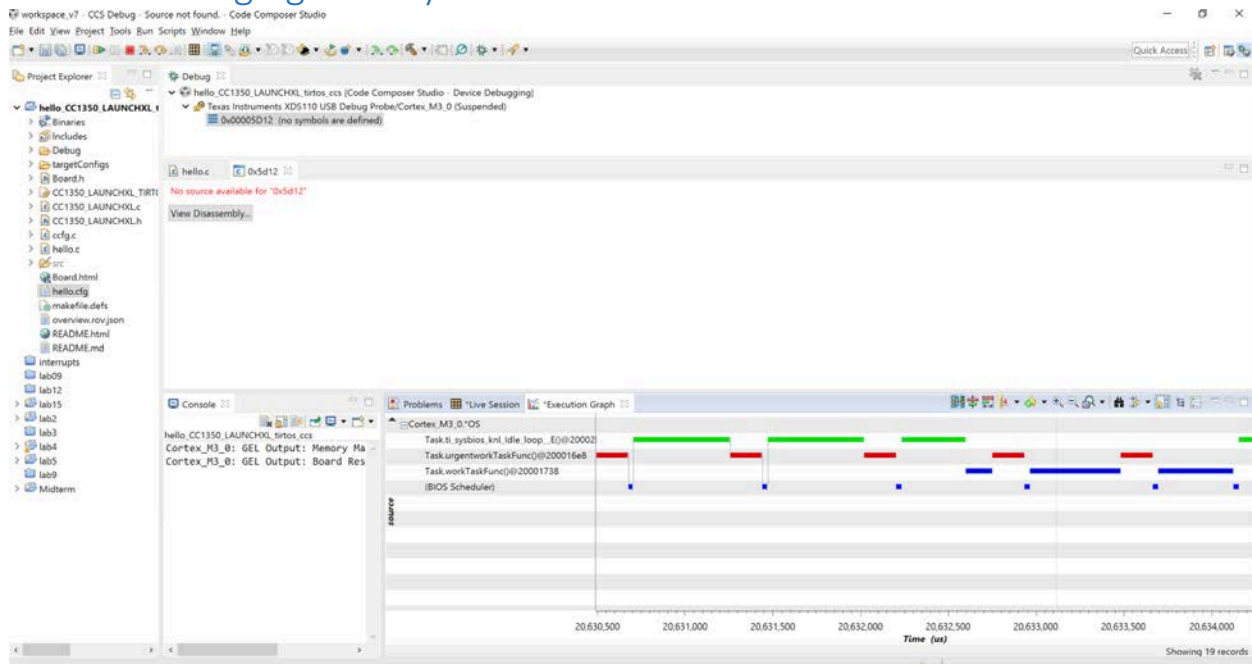 workspace_v7 - CCS Debug - Source not found. - Code Composer Studio
File Edit View Project Tools Run Scripts Window Help
Quick Access
Project Explorer
Debug
hello_CC1350_LAUNCHXL_t
Binaries
Includes
Debug
targetConfigs
Board.h
CC1350_LAUNCHXL_TIRTO
CC1350_LAUNCHXL.c
CC1350_LAUNCHXL.h
ccfg.c
hello.c
src
Board.html
hello.cfg
makefile.defs
overview.rov.json
README.html
README.md
interrupts
lab09
lab12
lab15
lab2
lab3
lab4
lab5
lab9
Midterm
hello_CC1350_LAUNCHXL_tirtos_ccs [Code Composer Studio - Device Debugging]
Texas Instruments XDS110 USB Debug Probe/Cortex_M3_0 (Suspended)
0x00005D12 (no symbols are defined)
hello.c 0x5d12
No source available for "0x5d12"
View Disassembly...
Console
hello_CC1350_LAUNCHXL_tirtos_ccs
Cortex_M3_0: GEL Output: Memory Ma
Cortex_M3_0: GEL Output: Board Res
Problems *Live Session *Execution Graph
Cortex_M3_0.*OS
Task.ti_sysbios_knl_Idle_loop__E()@20002
Task.urgentworkTaskFunc()@200016e8
Task.workTaskFunc()@20001738
(BIOS Scheduler)
source
20,630,500 20,631,000 20,631,500 20,632,000 20,632,500 20,633,000 20,633,500 20,634,000
Time (us)
Showing 19 records